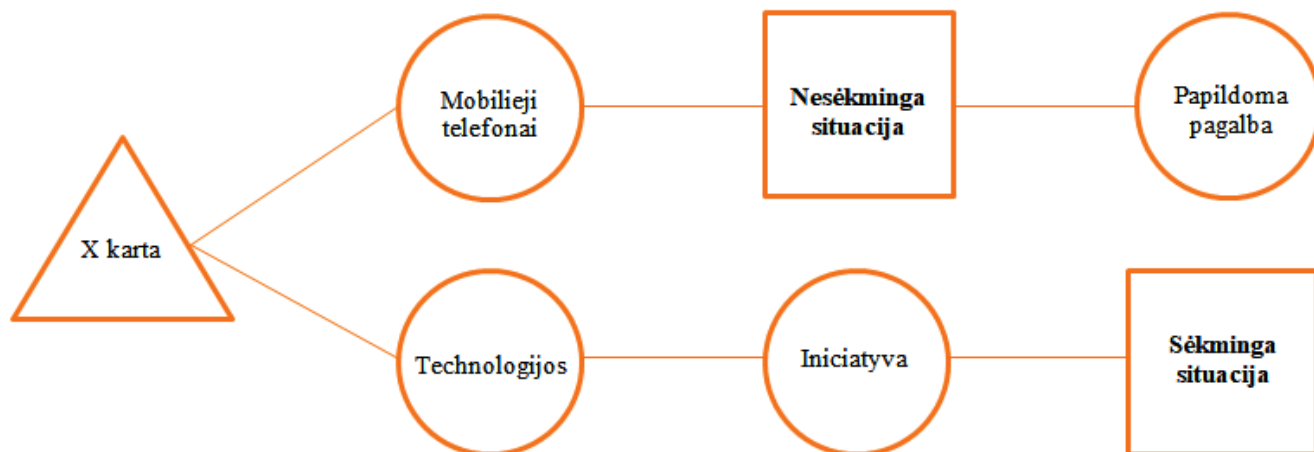 Mobilieji
telefonai
Nesėkminga
situacija
Papildoma
pagalba
X karta
Technologijos
Iniciatyva
Sėkminga
situacija